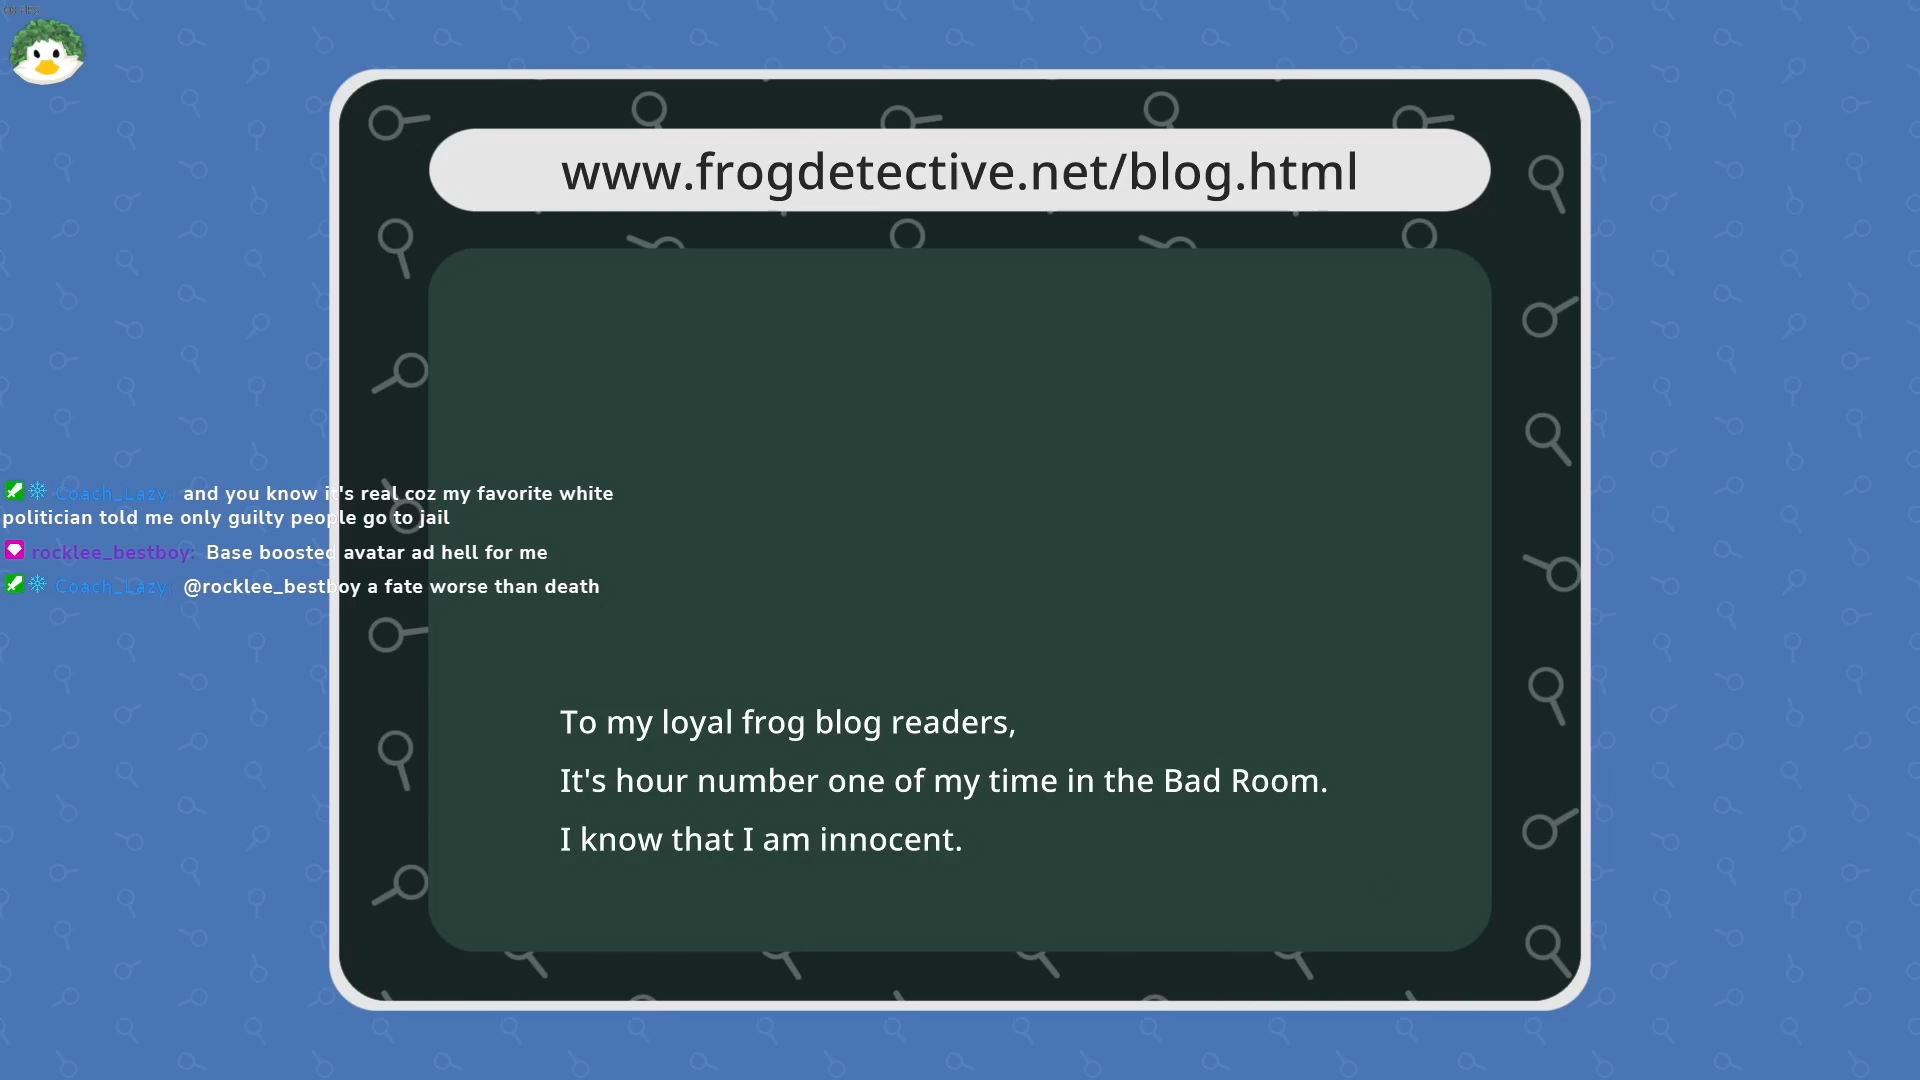 www.frogdetective.net/blog.html
Coach_Lazy: and you know it's real coz my favorite white
politician told me only guilty people go to jail
rocklee_bestboy: Base boosted avatar ad hell for me
Coach_Lazy: @rocklee_bestboy a fate worse than death
To my loyal frog blog readers,
It's hour number one of my time in the Bad Room.
I know that I am innocent.